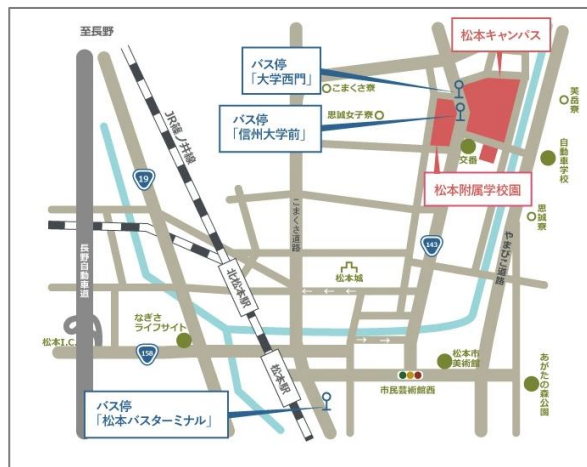 至長野
松本キャンパス
バス停
「大学西門」
こまくさ寮
バス停
「信州大学前」
思誠女子寮
英岳寮
JR篠ノ井線
交番
自動車学校
松本附属学校園
19
思誠寮
こまくさ道路
143
やまびこ道路
長野自動車道
北松本駅
松本城
なぎさ
ライフサイト
松本I.C.
158
松本駅
松本市
美術館
市民芸術館西
あがたの森
公園
バス停
「松本バスターミナル」